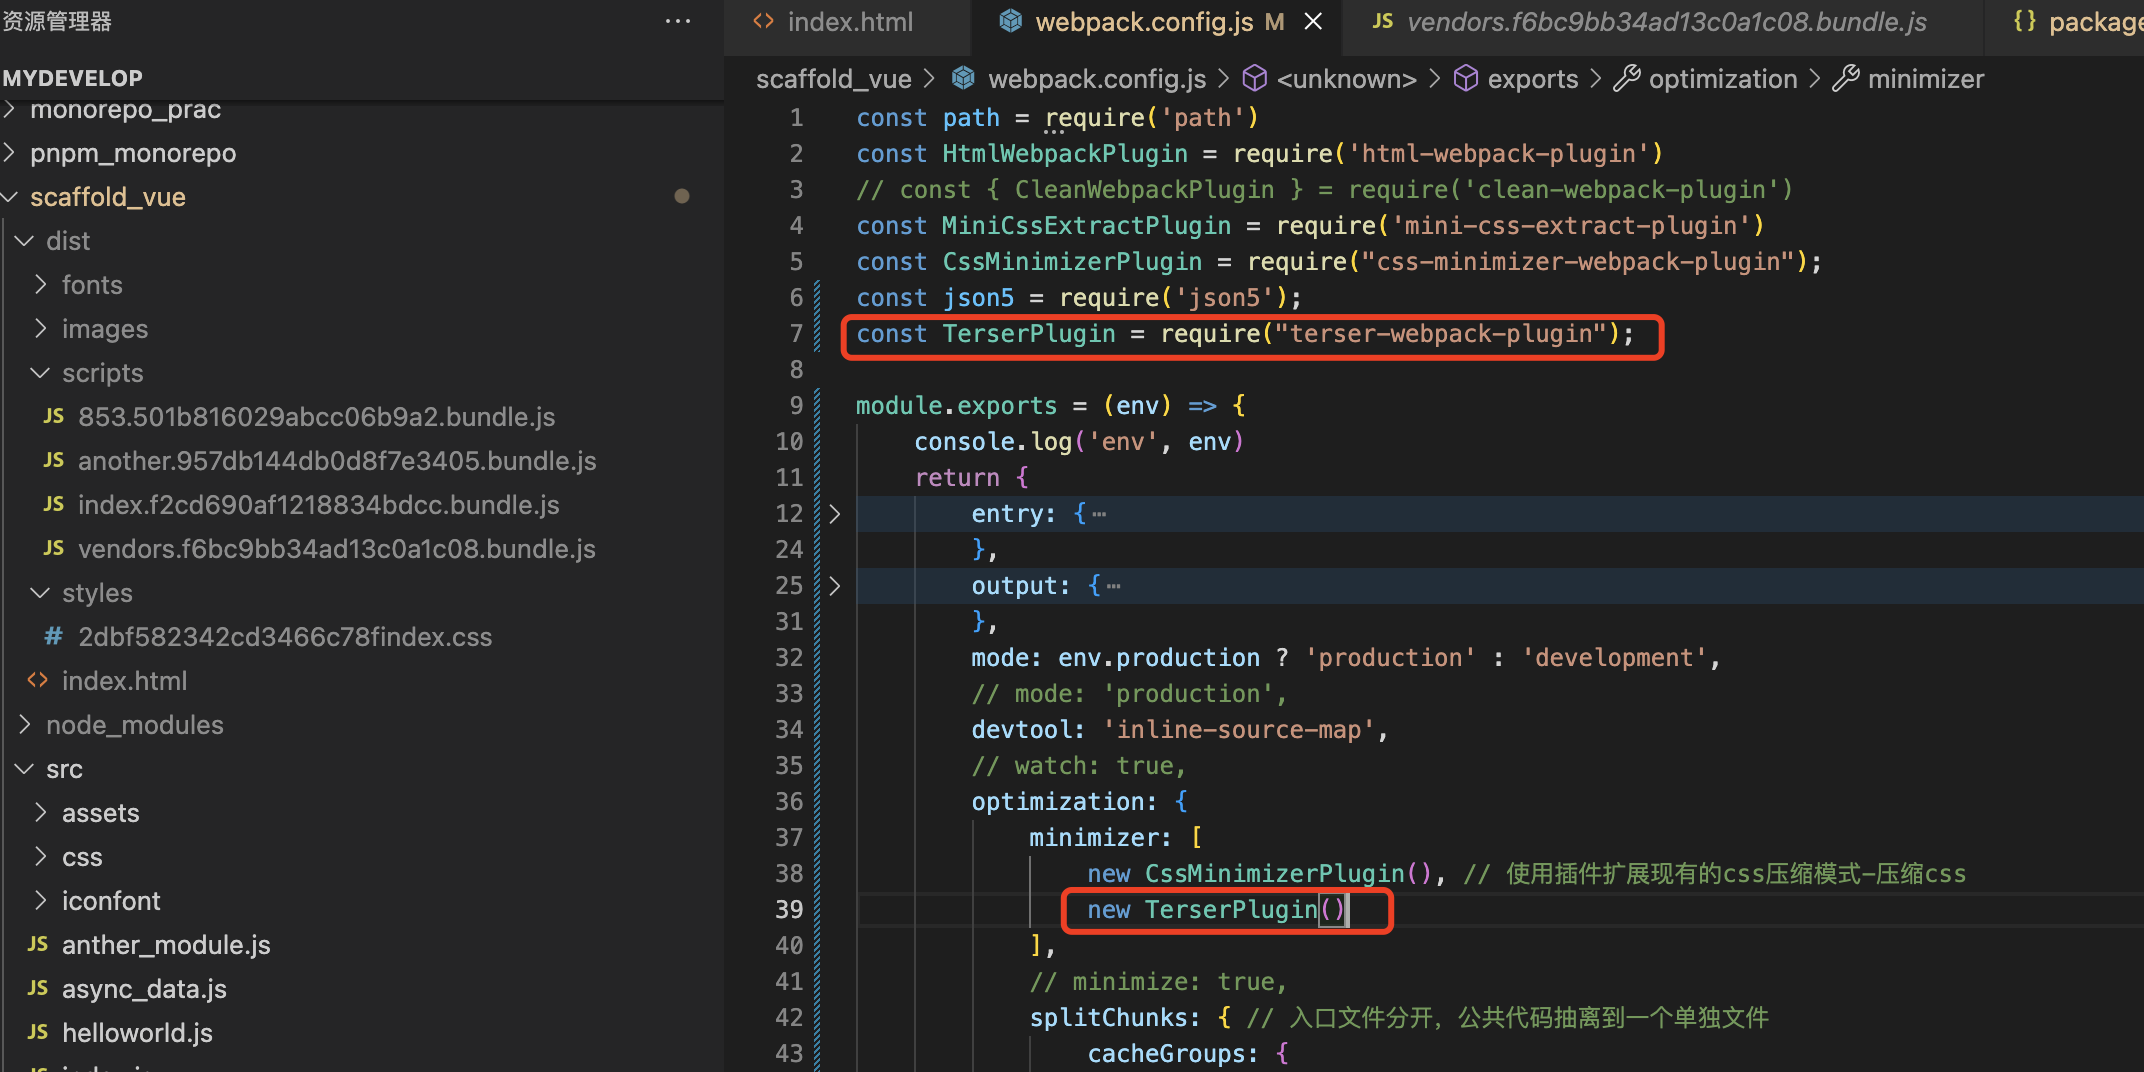 资源管理器
MYDEVELOP
monorepo_prac
pnpm_monorepo
scaffold_vue
dist
fonts
images
scripts
JS 853.501b816029abcc06b9a2.bundle.js
JS another.957db144db0d8f7e3405.bundle.js
JS index.f2cd690af1218834bdcc.bundle.js
JS vendors.f6bc9bb34ad13c0a1c08.bundle.js
styles
# 2dbf582342cd3466c78findex.css
<> index.html
node_modules
src
assets
css
iconfont
JS anther_module.js
JS async_data.js
JS helloworld.js
<> index.html
webpack.config.js M
JS vendors.f6bc9bb34ad13c0a1c08.bundle.js
{} package
scaffold_vue > webpack.config.js > <unknown> > exports > optimization > minimizer
1 const path = require('path')
2 const HtmlWebpackPlugin = require('html-webpack-plugin')
3 // const { CleanWebpackPlugin } = require('clean-webpack-plugin')
4 const MiniCssExtractPlugin = require('mini-css-extract-plugin')
5 const CssMinimizerPlugin = require("css-minimizer-webpack-plugin");
6 const json5 = require('json5');
7 const TerserPlugin = require("terser-webpack-plugin");
8
9 module.exports = (env) => {
10 console.log('env', env)
11 return {
12 entry: {…
24 },
25 output: {…
31 },
32 mode: env.production ? 'production' : 'development',
33 // mode: 'production',
34 devtool: 'inline-source-map',
35 // watch: true,
36 optimization: {
37 minimizer: [
38 new CssMinimizerPlugin(), // 使用插件扩展现有的css压缩模式-压缩css
39 new TerserPlugin()
40 ],
41 // minimize: true,
42 splitChunks: { // 入口文件分开，公共代码抽离到一个单独文件
43 cacheGroups: {